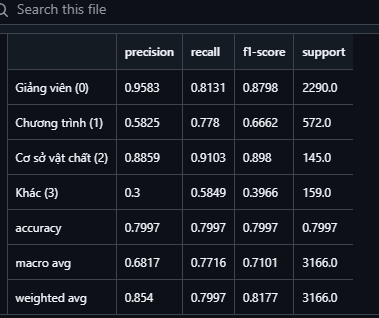 Search this file
precision recall f1-score support
Giảng viên (0) 0.9583 0.8131 0.8798 2290.0
Chương trình (1) 0.5825 0.778 0.6662 572.0
Cơ sở vật chất (2) 0.8859 0.9103 0.898 145.0
Khác (3) 0.3 0.5849 0.3966 159.0
accuracy 0.7997 0.7997 0.7997 0.7997
macro avg 0.6817 0.7716 0.7101 3166.0
weighted avg 0.854 0.7997 0.8177 3166.0